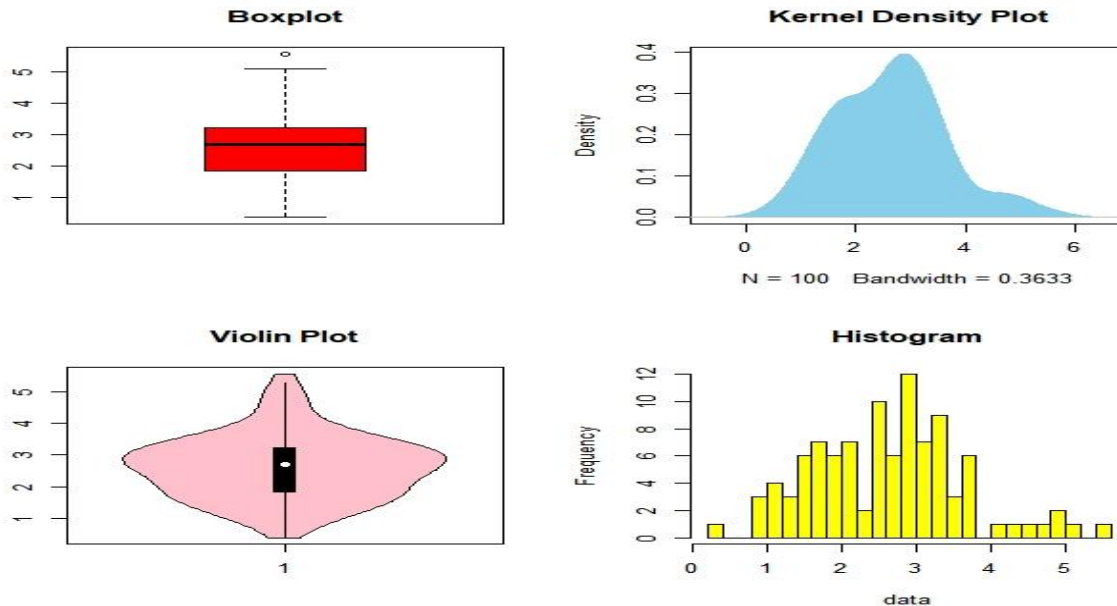 Boxplot
5
4
3
2
1
Kernel Density Plot
Density
0.4
0.3
0.2
0.1
0.0
0 2 4 6
N = 100 Bandwidth = 0.3633
Violin Plot
5
4
3
2
1
1
Histogram
Frequency
12
10
8
6
4
2
0
0 1 2 3 4 5
data